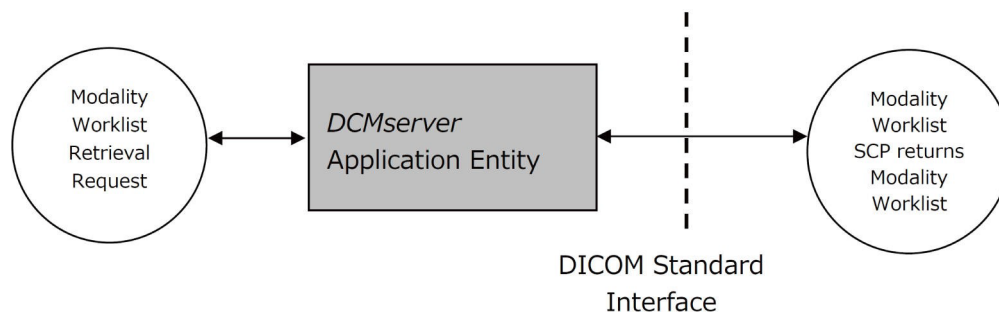 Modality
Worklist
Retrieval
Request
DCMserver
Application Entity
Modality
Worklist
SCP returns
Modality
Worklist
DICOM Standard
Interface